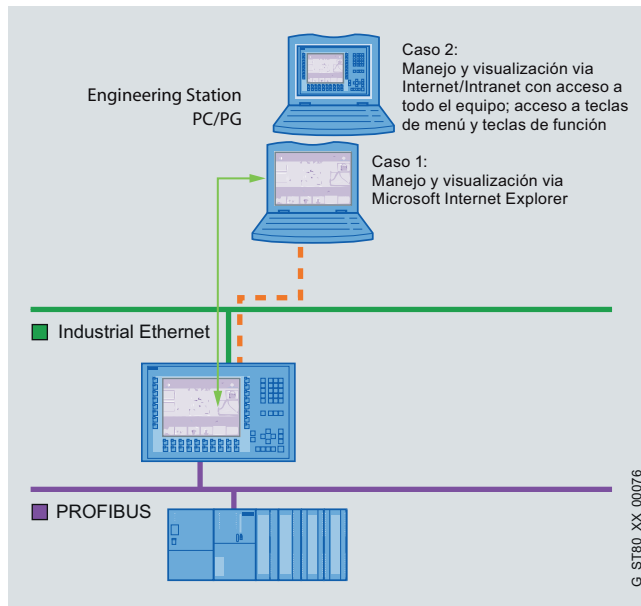 Caso 2:
Manejo y visualización via
Internet/Intranet con acceso a
todo el equipo; acceso a teclas
de menú y teclas de función
Engineering Station
PC/PG
Caso 1:
Manejo y visualización via
Microsoft Internet Explorer
Industrial Ethernet
PROFIBUS
G_ST80_XX_00076